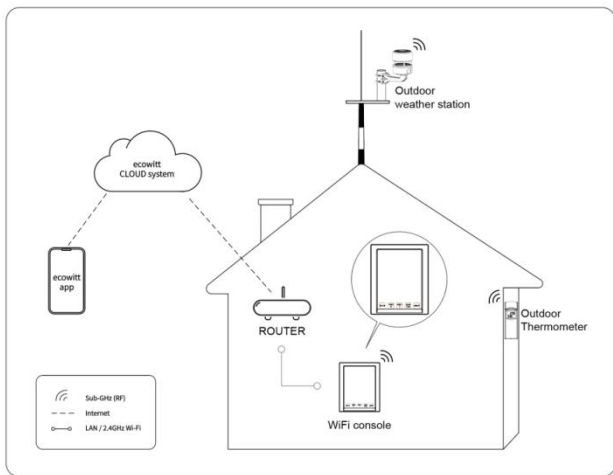 Outdoor
weather station
ecowitt
CLOUD system
ecowitt
app
ROUTER
Outdoor
Thermometer
WiFi console
Sub-GHz (RF)
Internet
LAN / 2.4GHz Wi-Fi